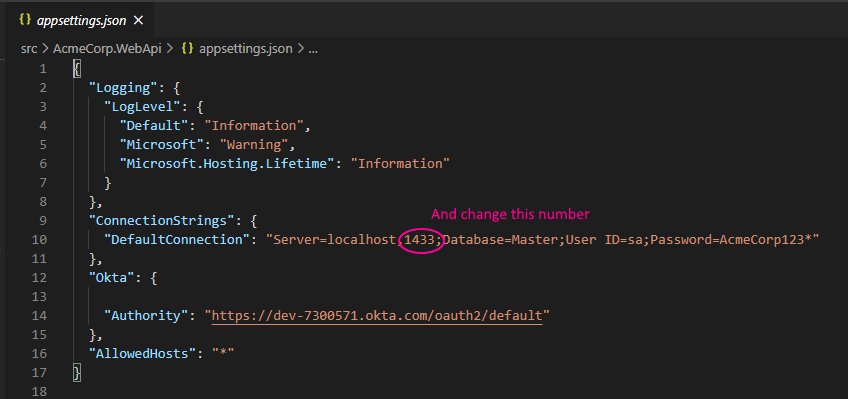 {} appsettings.json ×
src > AcmeCorp.WebApi > {} appsettings.json > ...
1 {
2 "Logging": {
3 "LogLevel": {
4 "Default": "Information",
5 "Microsoft": "Warning",
6 "Microsoft.Hosting.Lifetime": "Information"
7 }
8 },
And change this number
9 "ConnectionStrings": {
10 "DefaultConnection": "Server=localhost,1433;Database=Master;User ID=sa;Password=AcmeCorp123*"
11 },
12 "Okta": {
13
14 "Authority": "https://dev-7300571.okta.com/oauth2/default"
15 },
16 "AllowedHosts": "*"
17 }
18